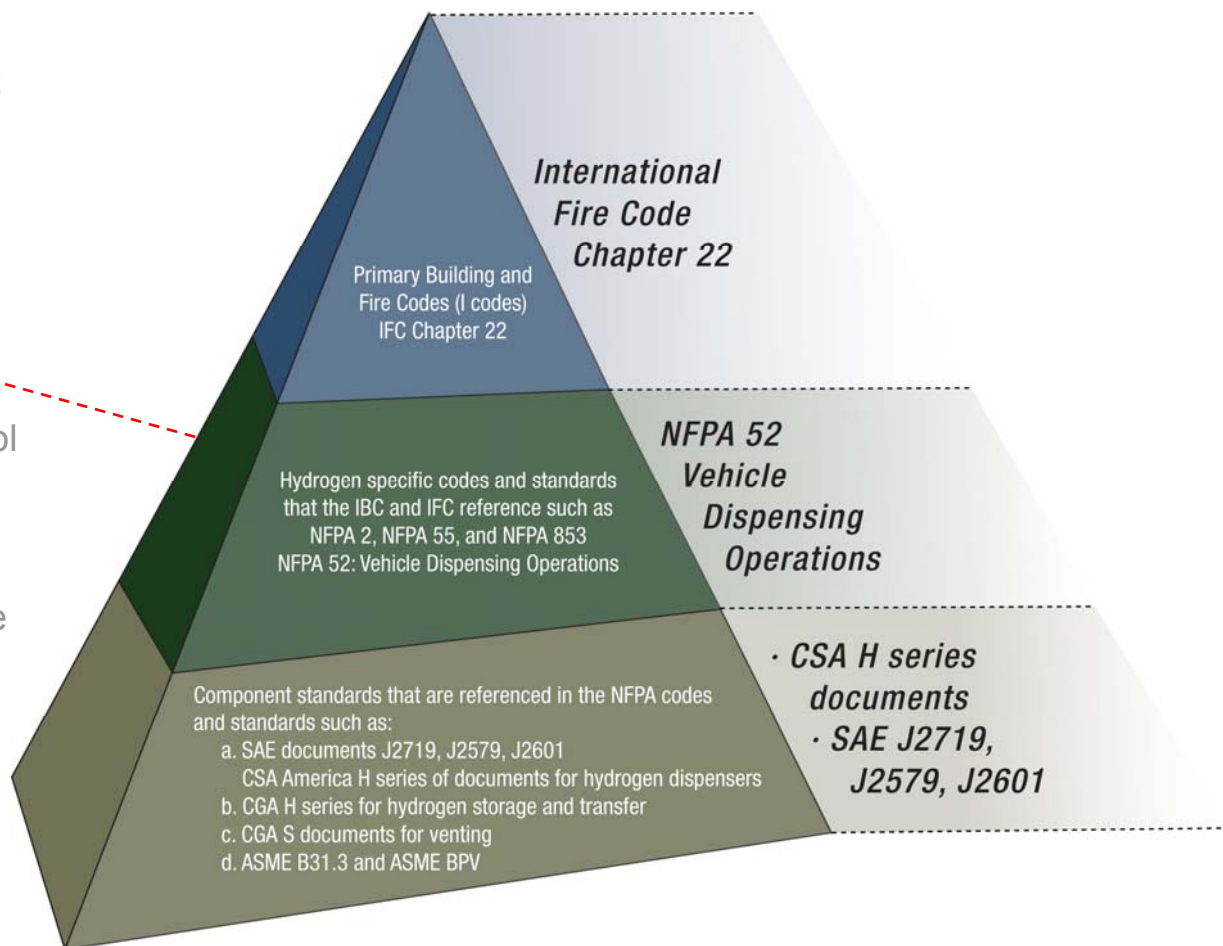 International
Fire Code
Chapter 22
Primary Building and
Fire Codes (I codes)
IFC Chapter 22
NFPA 52
Vehicle
Dispensing
Operations
Hydrogen specific codes and standards
that the IBC and IFC reference such as
NFPA 2, NFPA 55, and NFPA 853
NFPA 52: Vehicle Dispensing Operations
· CSA H series
documents
· SAE J2719,
J2579, J2601
Component standards that are referenced in the NFPA codes
and standards such as:
a. SAE documents J2719, J2579, J2601
CSA America H series of documents for hydrogen dispensers
b. CGA H series for hydrogen storage and transfer
c. CGA S documents for venting
d. ASME B31.3 and ASME BPV